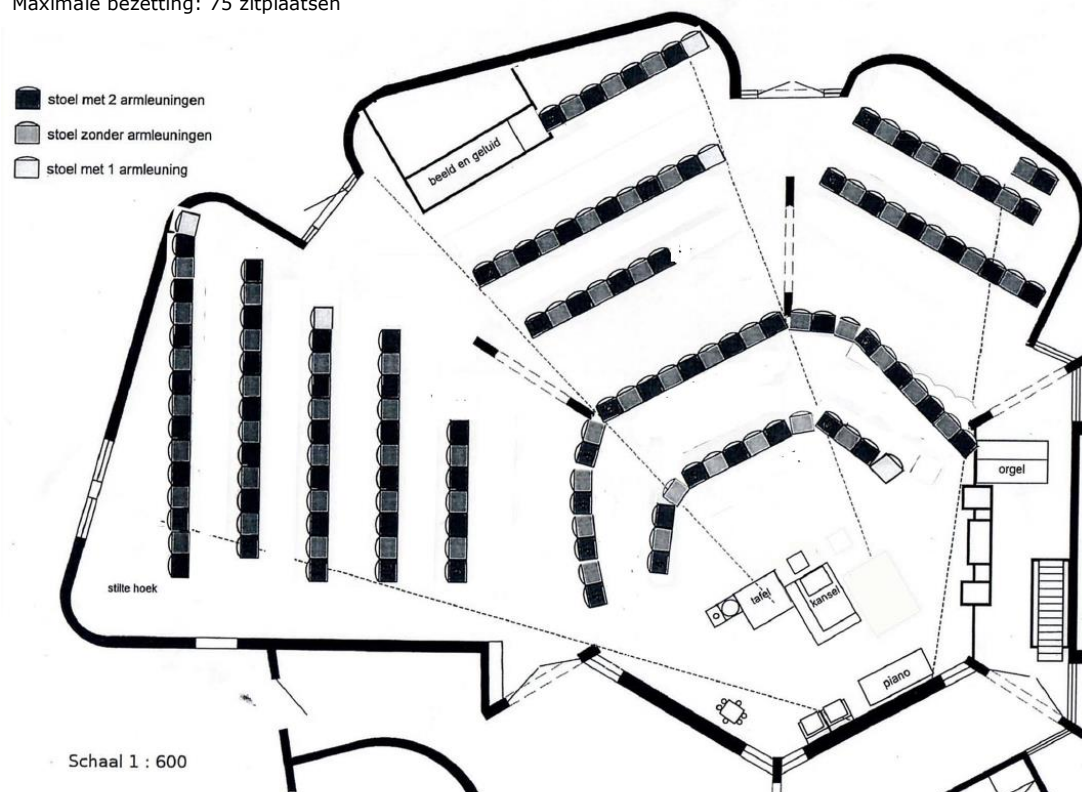 Maximale bezetting: 75 zitplaatsen
stoel met 2 armleuningen
stoel zonder armleuningen
stoel met 1 armleuning
beeld en geluid
orgel
stilte hoek
tafel
kansel
piano
Schaal 1 : 600